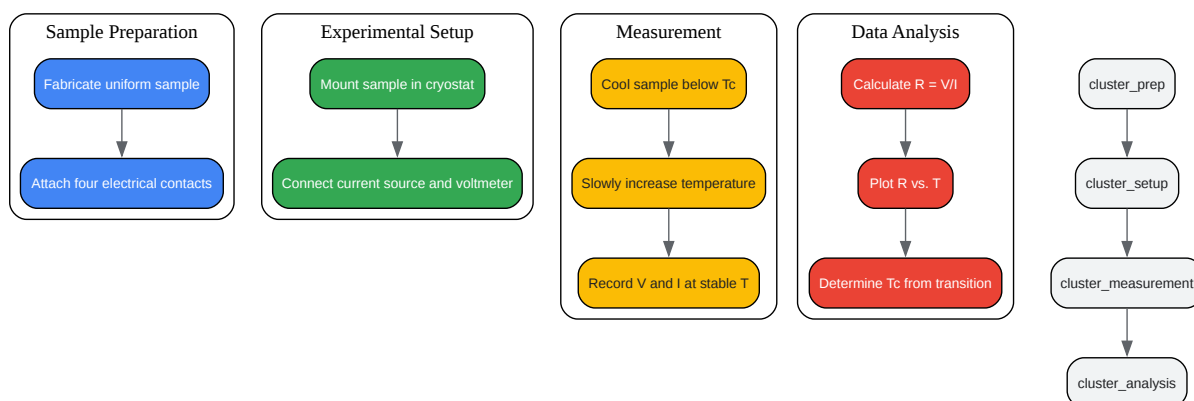 Sample Preparation
Fabricate uniform sample
Attach four electrical contacts
Experimental Setup
Mount sample in cryostat
Connect current source and voltmeter
Measurement
Cool sample below Tc
Slowly increase temperature
Record V and I at stable T
Data Analysis
Calculate R = V/I
Plot R vs. T
Determine Tc from transition
cluster_prep
cluster_setup
cluster_measurement
cluster_analysis